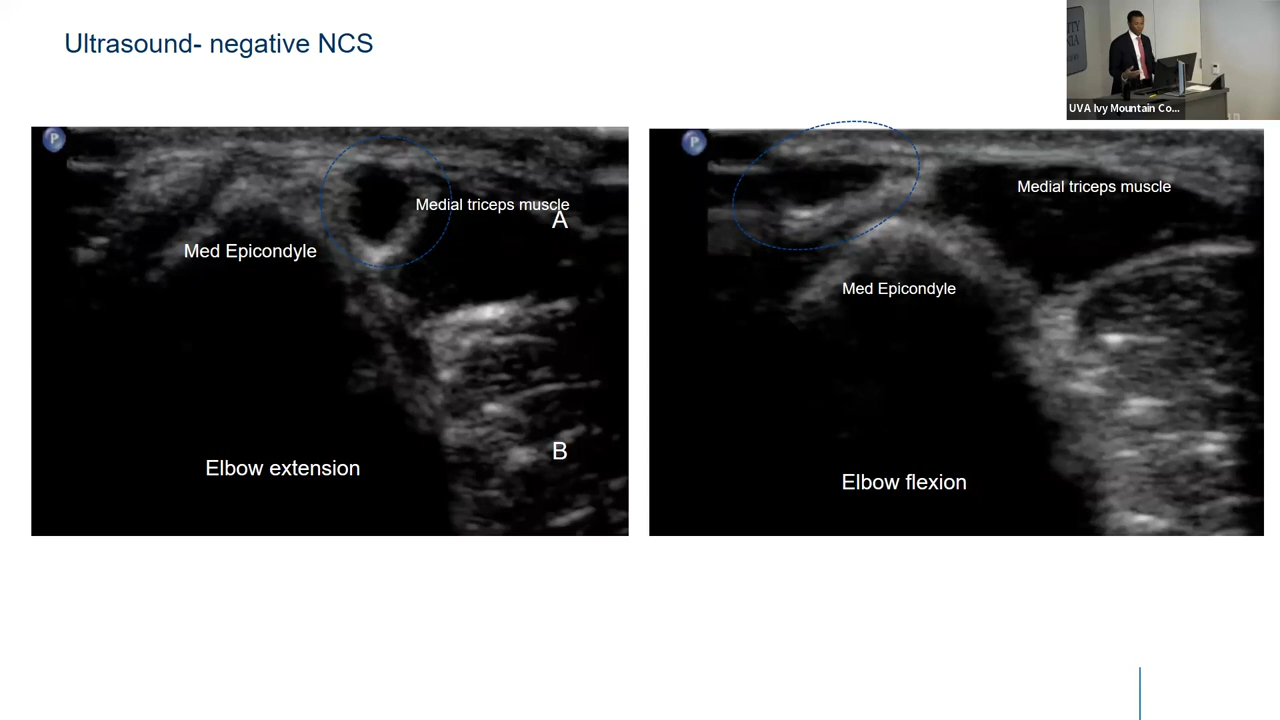 Ultrasound- negative NCS
UVA Ivy Mountain Co...
P
Medial triceps muscle
A
Med Epicondyle
Elbow extension
B
P
Medial triceps muscle
Med Epicondyle
Elbow flexion